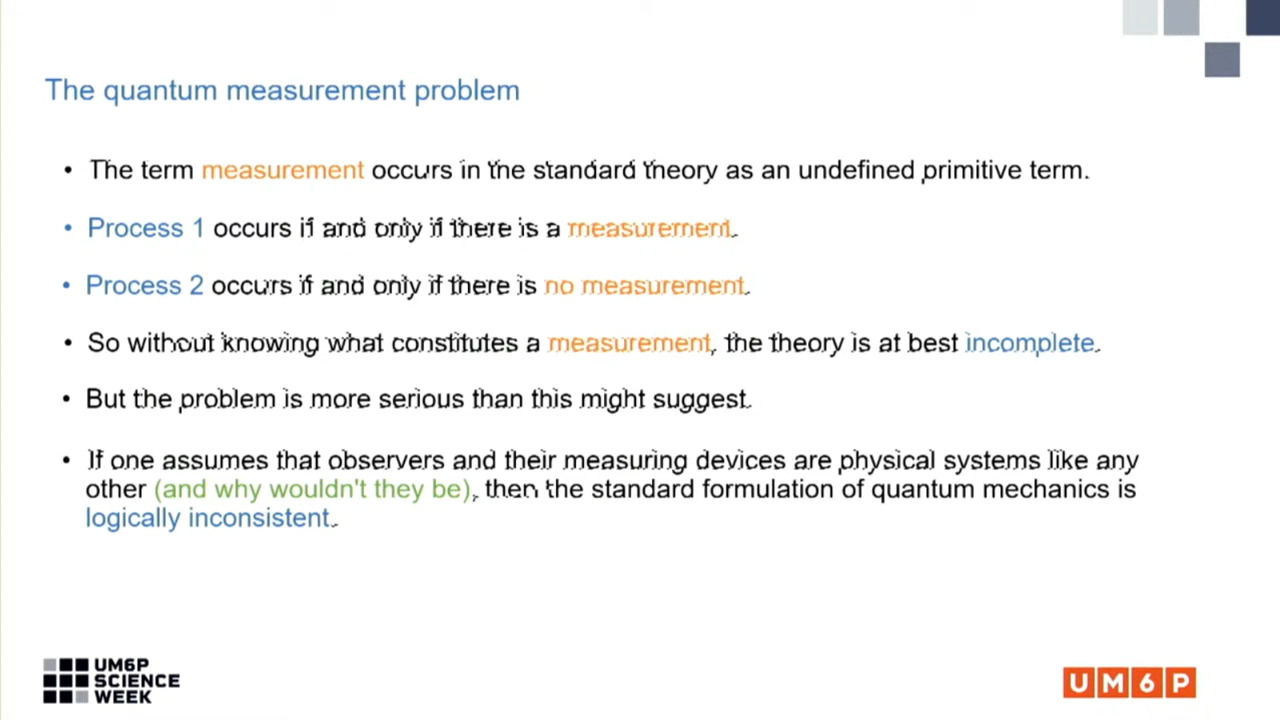 The quantum measurement problem
• The term measurement occurs in the standard theory as an undefined primitive term.
• Process 1 occurs if and only if there is a measurement.
• Process 2 occurs if and only if there is no measurement.
• So without knowing what constitutes a measurement, the theory is at best incomplete.
• But the problem is more serious than this might suggest.
• If one assumes that observers and their measuring devices are physical systems like any
other (and why wouldn't they be), then the standard formulation of quantum mechanics is
logically inconsistent.
UM6P
SCIENCE
WEEK
UM6P